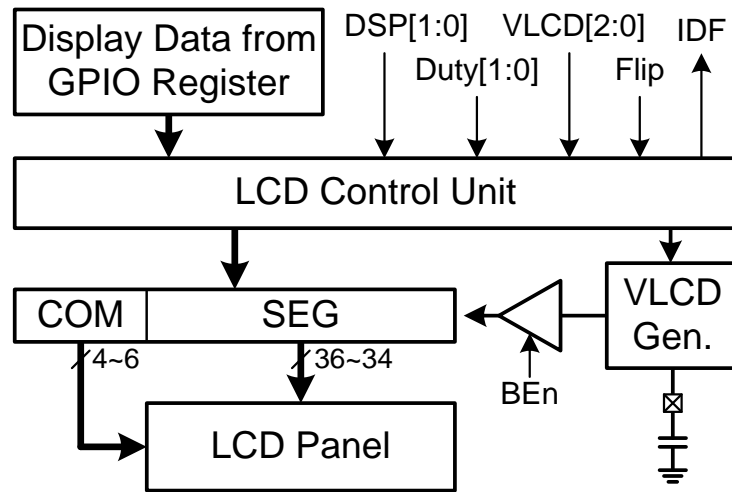 Display Data from
GPIO Register
DSP[1:0]
VLCD[2:0]
IDF
Duty[1:0]
Flip
LCD Control Unit
COM
SEG
VLCD
Gen.
4~6
36~34
BEn
LCD Panel